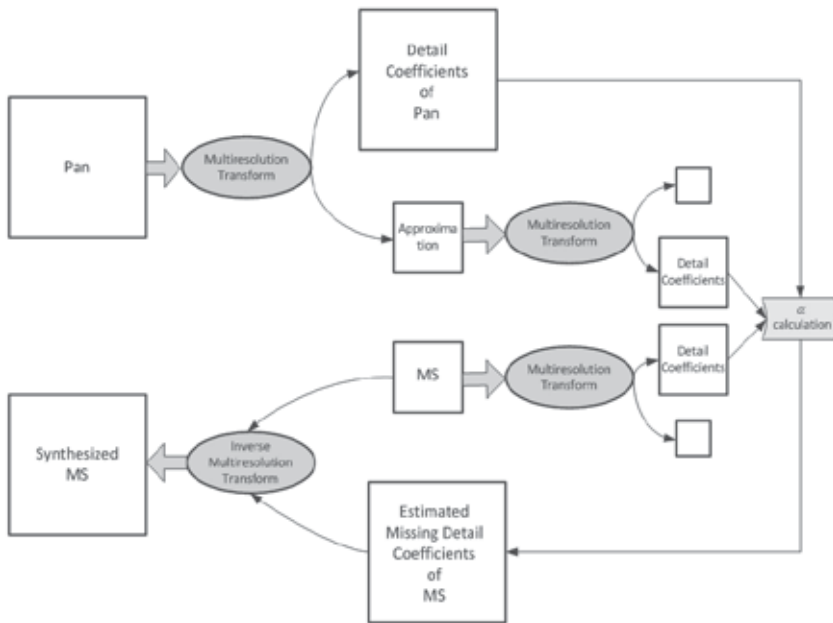 Detail
Coefficients
of
Pan
Pan
Multiresolution
Transform
Approxima
tion
Multiresolution
Transform
Detail
Coefficients
α
calculation
Detail
Coefficients
MS
Multiresolution
Transform
Synthesized
MS
Inverse
Multiresolution
Transform
Estimated
Missing Detail
Coefficients
of
MS